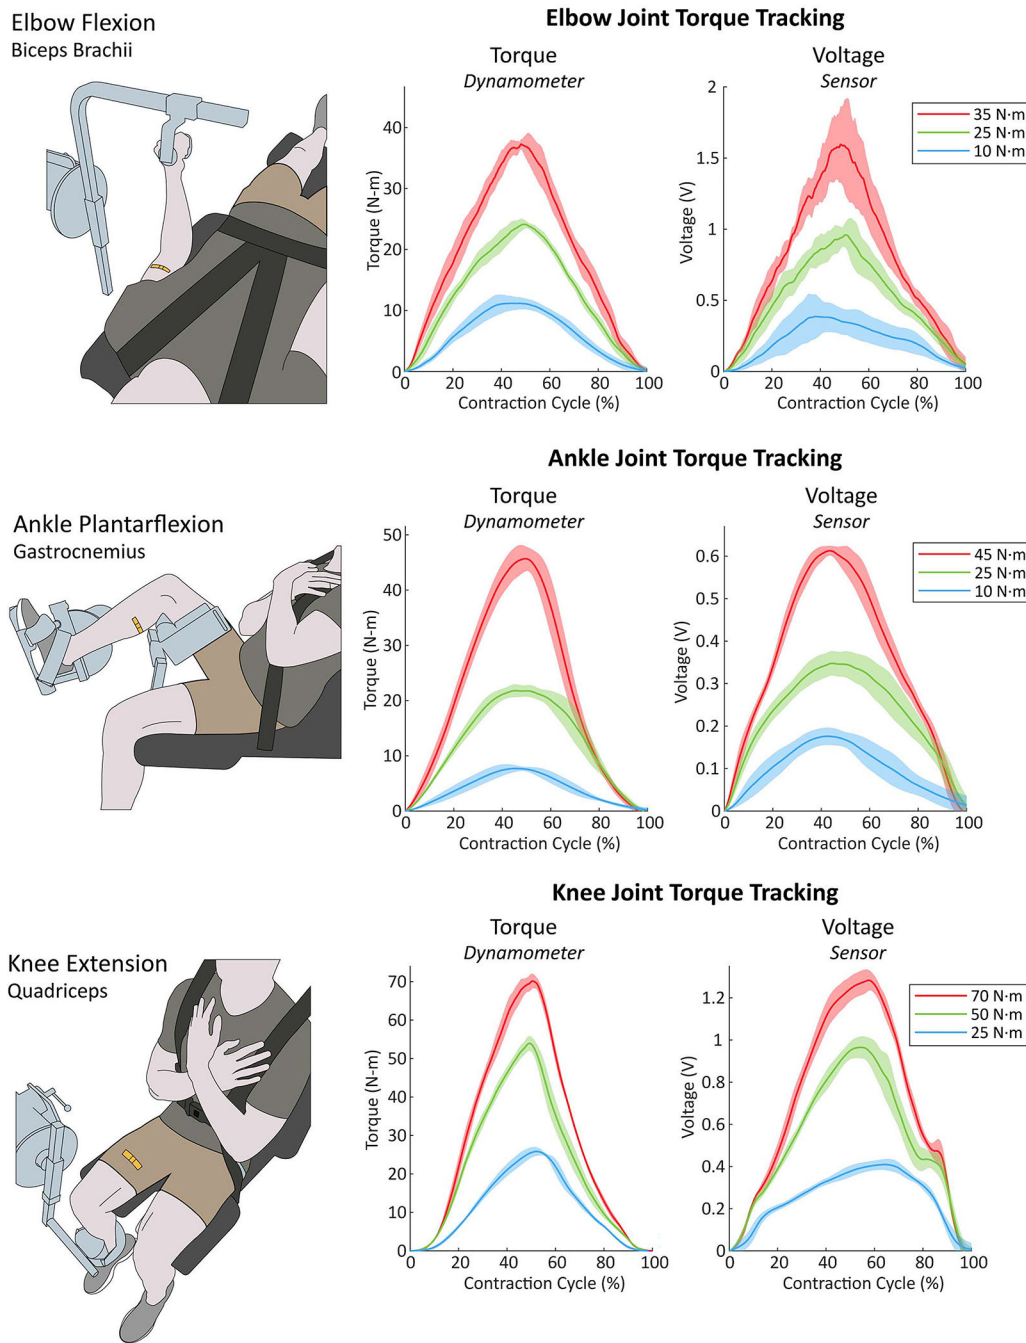 Elbow Flexion
Biceps Brachii
Elbow Joint Torque Tracking
Torque
Dynamometer
Torque (N-m)
40
30
20
10
0
0 20 40 60 80 100
Contraction Cycle (%)
Voltage
Sensor
Voltage (V)
2
1.5
1
0.5
0
0 20 40 60 80 100
Contraction Cycle (%)
35 N·m
25 N·m
10 N·m
Ankle Plantarflexion
Gastrocnemius
Ankle Joint Torque Tracking
Torque
Dynamometer
Torque (N-m)
50
40
30
20
10
0
0 20 40 60 80 100
Contraction Cycle (%)
Voltage
Sensor
Voltage (V)
0.6
0.5
0.4
0.3
0.2
0.1
0
0 20 40 60 80 100
Contraction Cycle (%)
45 N·m
25 N·m
10 N·m
Knee Extension
Quadriceps
Knee Joint Torque Tracking
Torque
Dynamometer
Torque (N-m)
70
60
50
40
30
20
10
0
0 20 40 60 80 100
Contraction Cycle (%)
Voltage
Sensor
Voltage (V)
1.2
1
0.8
0.6
0.4
0.2
0
0 20 40 60 80 100
Contraction Cycle (%)
70 N·m
50 N·m
25 N·m